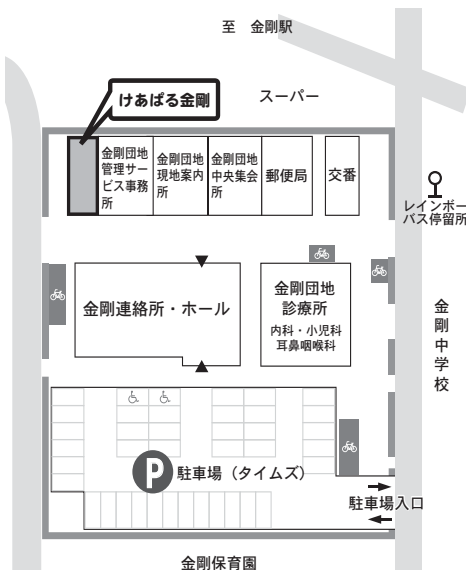 至　金剛駅
けあぱる金剛
スーパー
金剛団地
管理サー
ビス事務
所
金剛団地
現地案内
所
金剛団地
中央集会
所
郵便局
交番
レインボー
バス停留所
金剛連絡所・ホール
金剛団地
診療所
内科・小児科
耳鼻咽喉科
金剛中学校
P 駐車場（タイムズ）
駐車場入口
金剛保育園